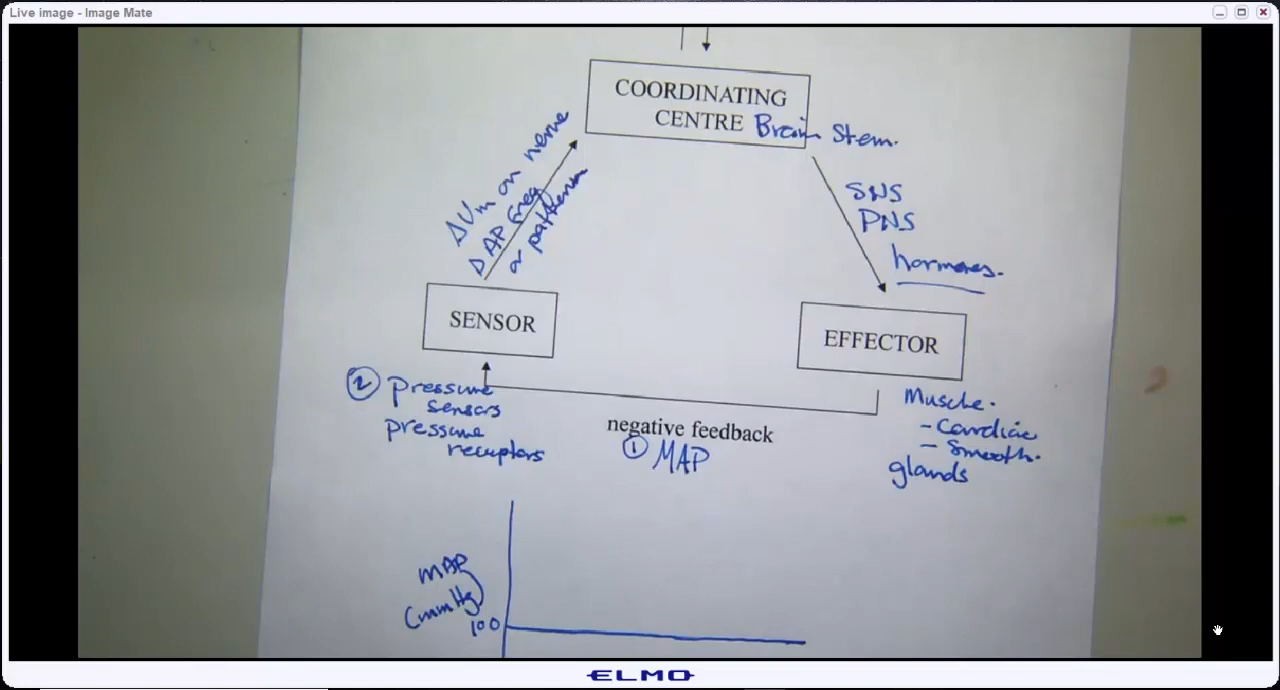 Live image - Image Mate
COORDINATING
CENTRE Brain Stem.
ΔVm on nerve
Δ AP freq
or pattern
SNS
PNS
hormones.
SENSOR
EFFECTOR
② pressure
sensors
pressure
receptors
negative feedback
① MAP
Muscle.
- Cardiac
- Smooth.
glands
MAP
(mmHg)
100
ELMO